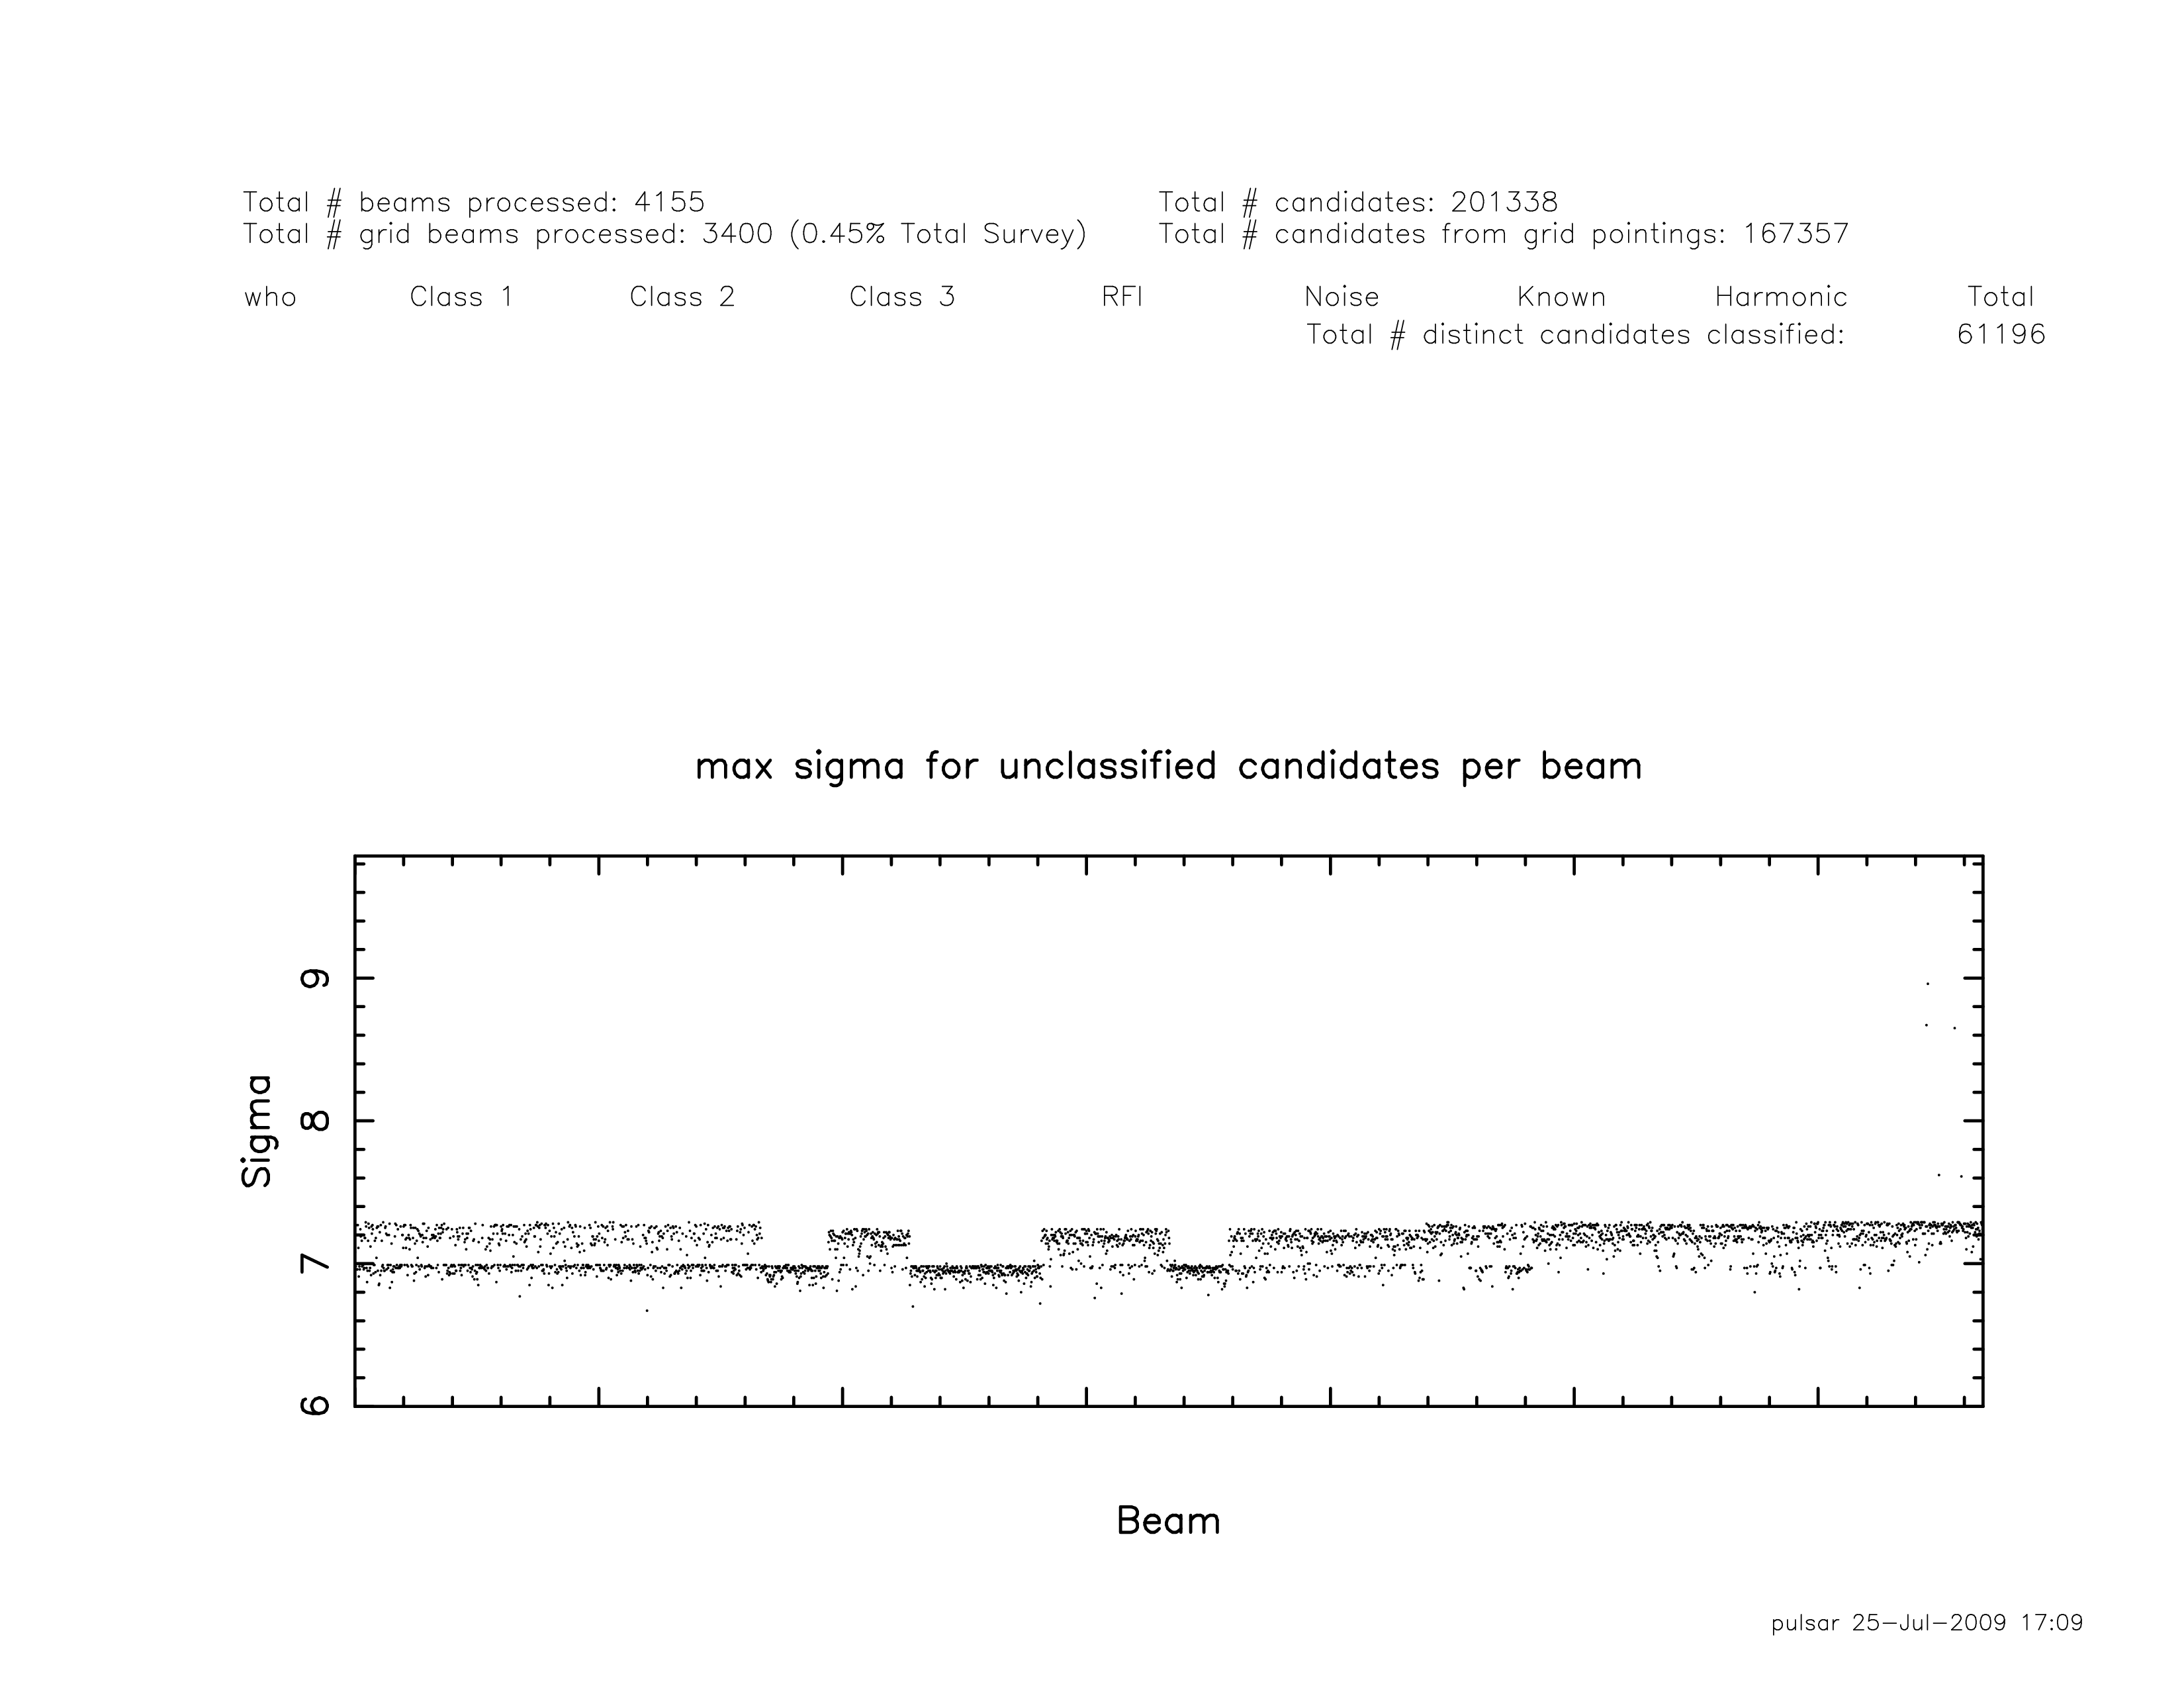 Total # beams processed: 4155 Total # candidates: 201338
Total # grid beams processed: 3400 (0.45% Total Survey) Total # candidates from grid pointings: 167357
who Class 1 Class 2 Class 3 RFI Noise Known Harmonic Total
Total # distinct candidates classified: 61196
max sigma for unclassified candidates per beam
9
8
7
6
Sigma
Beam
pulsar 25-Jul-2009 17:09